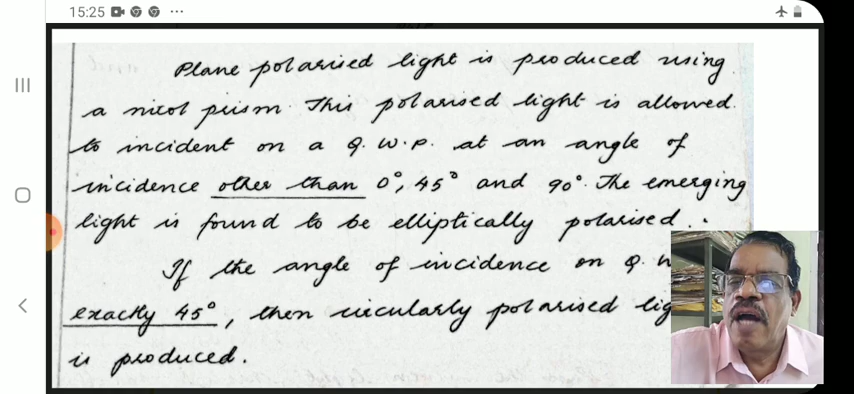 15:25
Plane polarised light is produced using
a nicol prism. This polarised light is allowed
to incident on a Q.W.P. at an angle of
incidence other than 0°, 45° and 90°. The emerging
light is found to be elliptically polarised.
If the angle of incidence on Q. W
exactly 45°, then circularly polarised lig
is produced.